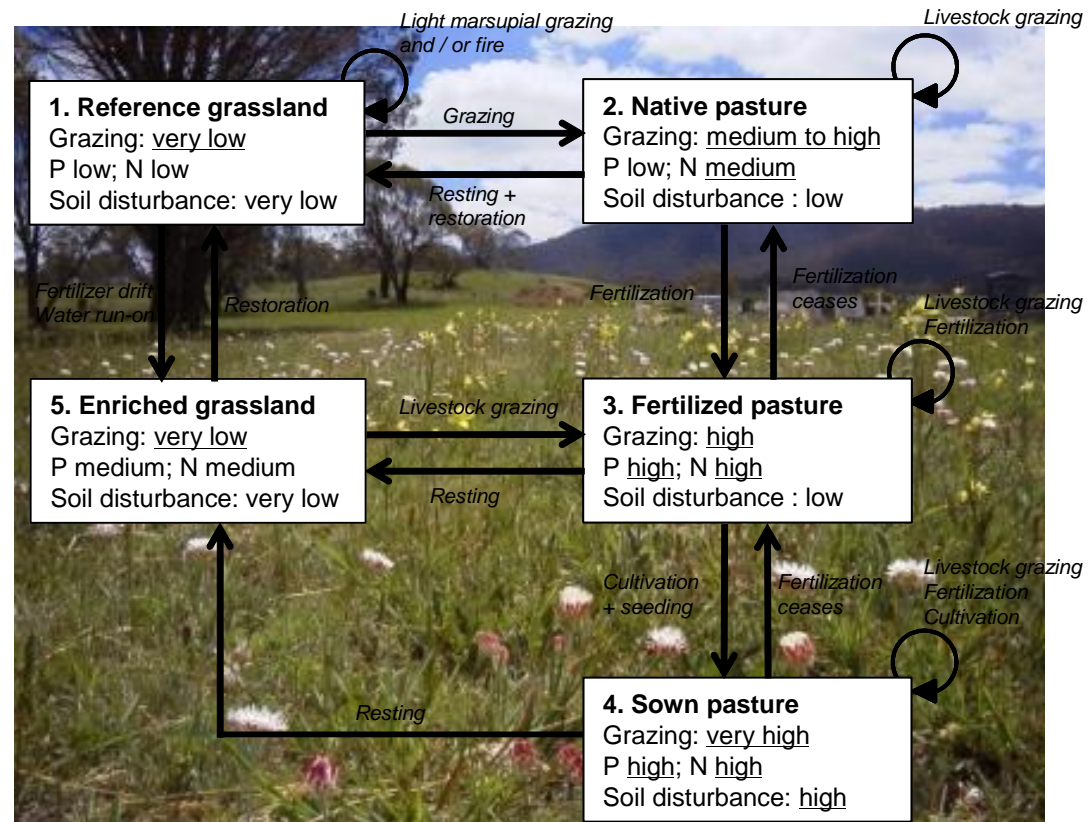 Light marsupial grazing
and / or fire
Livestock grazing
1. Reference grassland
Grazing: very low
P low; N low
Soil disturbance: very low
Grazing
Resting +
restoration
2. Native pasture
Grazing: medium to high
P low; N medium
Soil disturbance : low
Fertilizer drift
Water run-on
Restoration
Fertilization
Fertilization
ceases
Livestock grazing
Fertilization
5. Enriched grassland
Grazing: very low
P medium; N medium
Soil disturbance: very low
Livestock grazing
Resting
3. Fertilized pasture
Grazing: high
P high; N high
Soil disturbance : low
Cultivation
+ seeding
Fertilization
ceases
Livestock grazing
Fertilization
Cultivation
Resting
4. Sown pasture
Grazing: very high
P high; N high
Soil disturbance: high